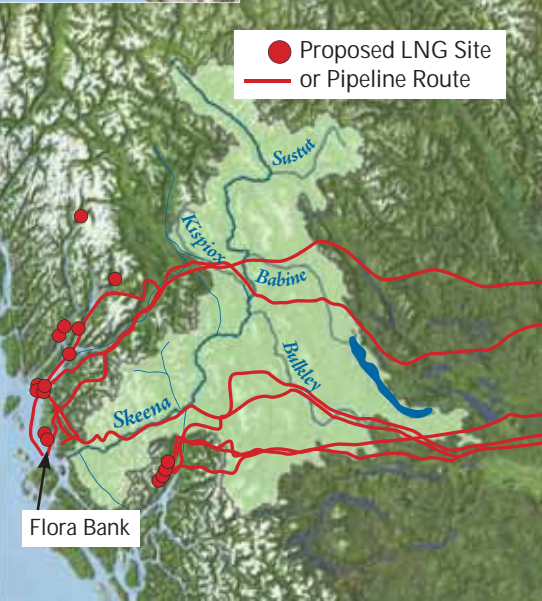 Proposed LNG Site
or Pipeline Route
Sustut
Kispiox
Babine
Bulkley
Skeena
Flora Bank